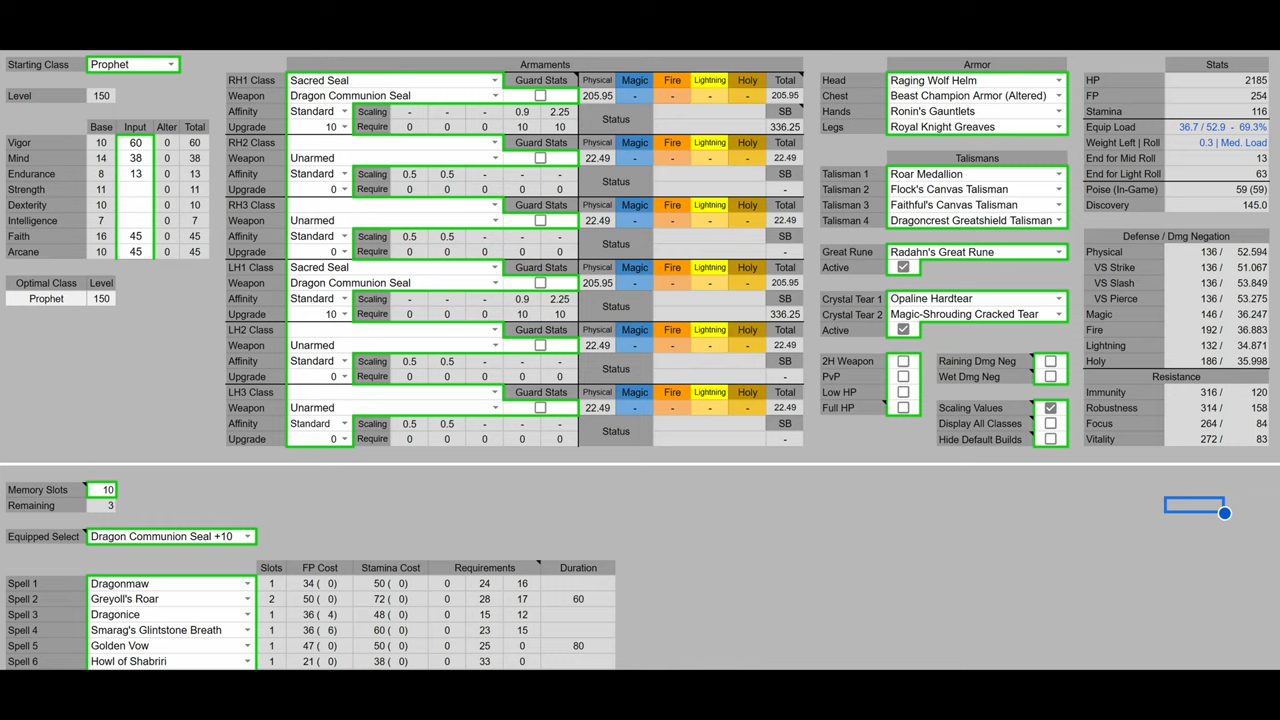 Starting Class Prophet
Level 150
Base Input Alter Total
Vigor 10 60 0 60
Mind 14 38 0 38
Endurance 8 13 0 13
Strength 11 0 11
Dexterity 10 0 10
Intelligence 7 0 7
Faith 16 45 0 45
Arcane 10 45 0 45
Optimal Class Level
Prophet 150
Armaments
RH1 Class Sacred Seal Guard Stats Physical Magic Fire Lightning Holy Total
Weapon Dragon Communion Seal 205.95 - - - - 205.95
Affinity Standard Scaling - - - 0.9 2.25 Status SB
Upgrade 10 Require 0 0 0 10 10 336.25
RH2 Class Guard Stats Physical Magic Fire Lightning Holy Total
Weapon Unarmed 22.49 - - - - 22.49
Affinity Standard Scaling 0.5 0.5 - - - Status SB
Upgrade 0 Require 0 0 0 0 0 -
RH3 Class Guard Stats Physical Magic Fire Lightning Holy Total
Weapon Unarmed 22.49 - - - - 22.49
Affinity Standard Scaling 0.5 0.5 - - - Status SB
Upgrade 0 Require 0 0 0 0 0 -
LH1 Class Sacred Seal Guard Stats Physical Magic Fire Lightning Holy Total
Weapon Dragon Communion Seal 205.95 - - - - 205.95
Affinity Standard Scaling - - - 0.9 2.25 Status SB
Upgrade 10 Require 0 0 0 10 10 336.25
LH2 Class Guard Stats Physical Magic Fire Lightning Holy Total
Weapon Unarmed 22.49 - - - - 22.49
Affinity Standard Scaling 0.5 0.5 - - - Status SB
Upgrade 0 Require 0 0 0 0 0 -
LH3 Class Guard Stats Physical Magic Fire Lightning Holy Total
Weapon Unarmed 22.49 - - - - 22.49
Affinity Standard Scaling 0.5 0.5 - - - Status SB
Upgrade 0 Require 0 0 0 0 0 -
Armor
Head Raging Wolf Helm
Chest Beast Champion Armor (Altered)
Hands Ronin's Gauntlets
Legs Royal Knight Greaves
Talismans
Talisman 1 Roar Medallion
Talisman 2 Flock's Canvas Talisman
Talisman 3 Faithful's Canvas Talisman
Talisman 4 Dragoncrest Greatshield Talisman
Great Rune Radahn's Great Rune
Active
Crystal Tear 1 Opaline Hardtear
Crystal Tear 2 Magic-Shrouding Cracked Tear
Active
2H Weapon Raining Dmg Neg
PvP Wet Dmg Neg
Low HP
Full HP Scaling Values
Display All Classes
Hide Default Builds
Stats
HP 2185
FP 254
Stamina 116
Equip Load 36.7 / 52.9 - 69.3%
Weight Left | Roll 0.3 | Med. Load
End for Mid Roll 13
End for Light Roll 63
Poise (In-Game) 59 (59)
Discovery 145.0
Defense / Dmg Negation
Physical 136 / 52.594
VS Strike 136 / 51.067
VS Slash 136 / 53.849
VS Pierce 136 / 53.275
Magic 146 / 36.247
Fire 192 / 36.883
Lightning 132 / 34.871
Holy 186 / 35.998
Resistance
Immunity 316 / 120
Robustness 314 / 158
Focus 264 / 84
Vitality 272 / 83
Memory Slots 10
Remaining 3
Equipped Select Dragon Communion Seal +10
Slots FP Cost Stamina Cost Requirements Duration
Spell 1 Dragonmaw 1 34 ( 0) 50 ( 0) 0 24 16
Spell 2 Greyoll's Roar 2 50 ( 0) 72 ( 0) 0 28 17 60
Spell 3 Dragonice 1 36 ( 4) 48 ( 0) 0 15 12
Spell 4 Smarag's Glintstone Breath 1 36 ( 6) 60 ( 0) 0 23 15
Spell 5 Golden Vow 1 47 ( 0) 50 ( 0) 0 25 0 80
Spell 6 Howl of Shabriri 1 21 ( 0) 38 ( 0) 0 33 0